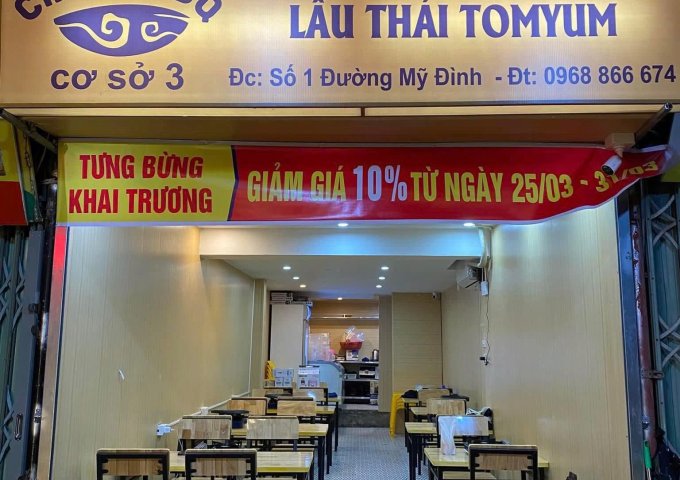 LẨU THÁI TOMYUM
CƠ SỞ 3
Đc: Số 1 Đường Mỹ Đình - Đt: 0968 866 674
TƯNG BỪNG
KHAI TRƯƠNG
GIẢM GIÁ 10% TỪ NGÀY 25/03 - 31/03